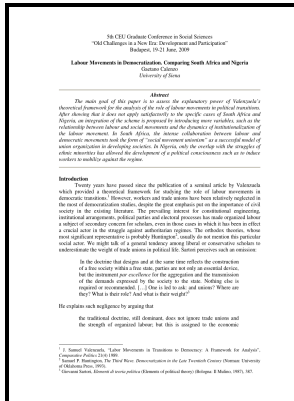 5th CEU Graduate Conference in Social Sciences
"Old Challenges in a New Era: Development and Participation"
Budapest, 19-21 June, 2009
Labour Movements in Democratization. Comparing South Africa and Nigeria
Gaetano Calenzo
University of Siena
Abstract
The main goal of this paper is to assess the explanatory power of Valenzuela's
theoretical framework for the analysis of the role of labour movements in political transitions.
After showing that it does not apply satisfactorily to the specific cases of South Africa and
Nigeria, an integration of the scheme is proposed by introducing more variables, such as the
relationship between labour and social movements and the dynamics of institutionalization of
the labour movement. In South Africa, the intense collaboration between labour and
democratic movements took the form of "social movement unionism" as a successful model of
union organization in developing societies. In Nigeria, only the overlap with the struggles of
ethnic minorities has allowed the development of a political consciousness such as to induce
workers to mobilize against the regime.
Introduction
Twenty years have passed since the publication of a seminal article by Valenzuela
which provided a theoretical framework for studying the role of labour movements in
democratic transitions.¹ However, workers and trade unions have been relatively neglected in
the most of democratization studies, despite the great emphasis put on the importance of civil
society in the existing literature. The prevailing interest for constitutional engineering,
institutional arrangements, political parties and electoral processes has made organized labour
a subject of secondary concern for scholars, even in those cases in which it has been in effect
a crucial actor in the struggle against authoritarian regimes. The orthodox theories, whose
most significant representative is probably Huntington², usually do not mention this particular
social actor. We might talk of a general tendency among liberal or conservative scholars to
underestimate the weight of trade unions in political life. Sartori perceives such an omission:
In the doctrine that designs and at the same time reflects the construction
of a free society within a free state, parties are not only an essential device,
but the instrument par excellence for the aggregation and the transmission
of the demands expressed by the society to the state. Nothing else is
required or recommended. [...] One is led to ask: and unions? Where are
they? What is their role? And what is their weight?³
He explains such negligence by arguing that:
the traditional doctrine, still dominant, does not ignore trade unions and
the strength of organized labour; but this is assigned to the economic
¹ J. Samuel Valenzuela, "Labor Movements in Transitions to Democracy: A Framework for Analysis",
Comparative Politics 21(4) 1989.
² Samuel P. Huntington, The Third Wave: Democratization in the Late Twentieth Century (Norman: University
of Oklahoma Press, 1993).
³ Giovanni Sartori, Elementi di teoria politica (Elements of political theory) (Bologna: Il Mulino, 1987), 387.